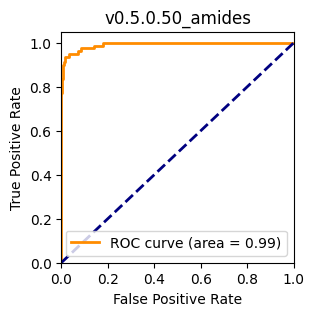 v0.5.0.50_amides
1.0
0.8
0.6
0.4
0.2
0.0
True Positive Rate
ROC curve (area = 0.99)
0.0 0.2 0.4 0.6 0.8 1.0
False Positive Rate